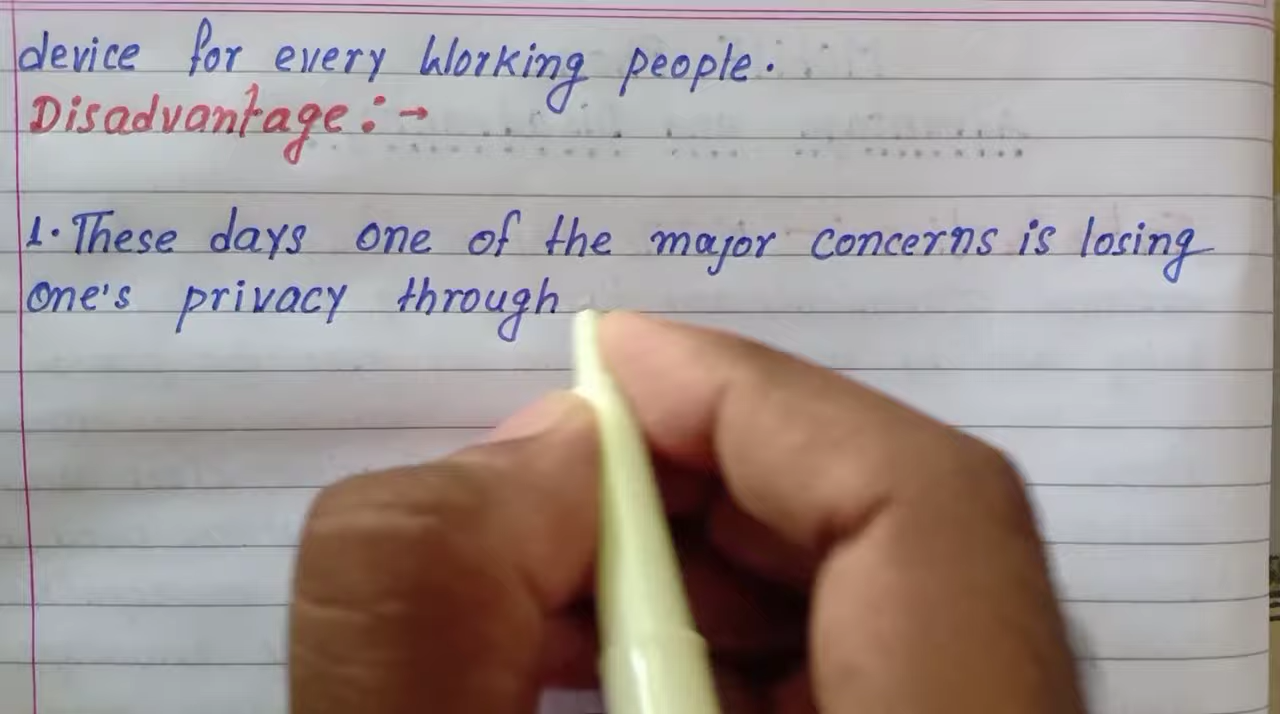 device for every working people.
Disadvantage:→
1. These days one of the major concerns is losing
one's privacy through